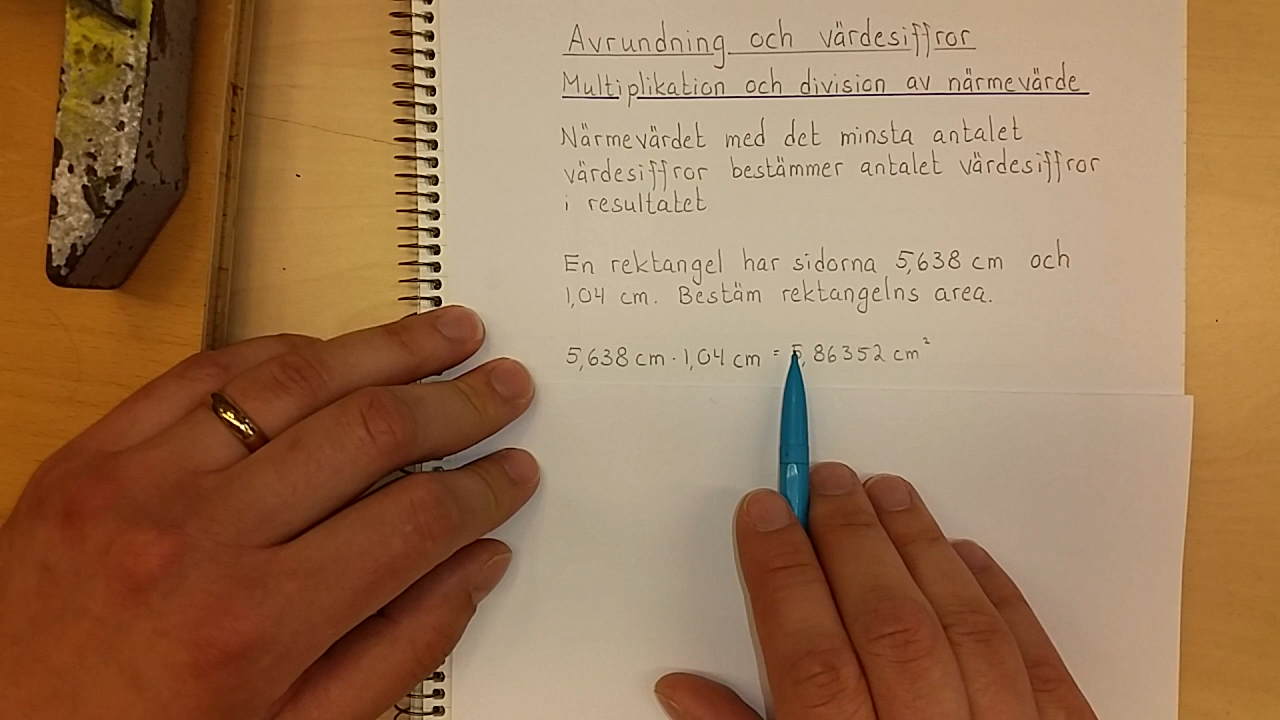 Avrundning och värdesiffror
Multiplikation och division av närmevärde
Närmevärdet med det minsta antalet
värdesiffror bestämmer antalet värdesiffror
i resultatet
En rektangel har sidorna 5,638 cm och
1,04 cm. Bestäm rektangelns area.
5,638 cm · 1,04 cm = 5,86352 cm²